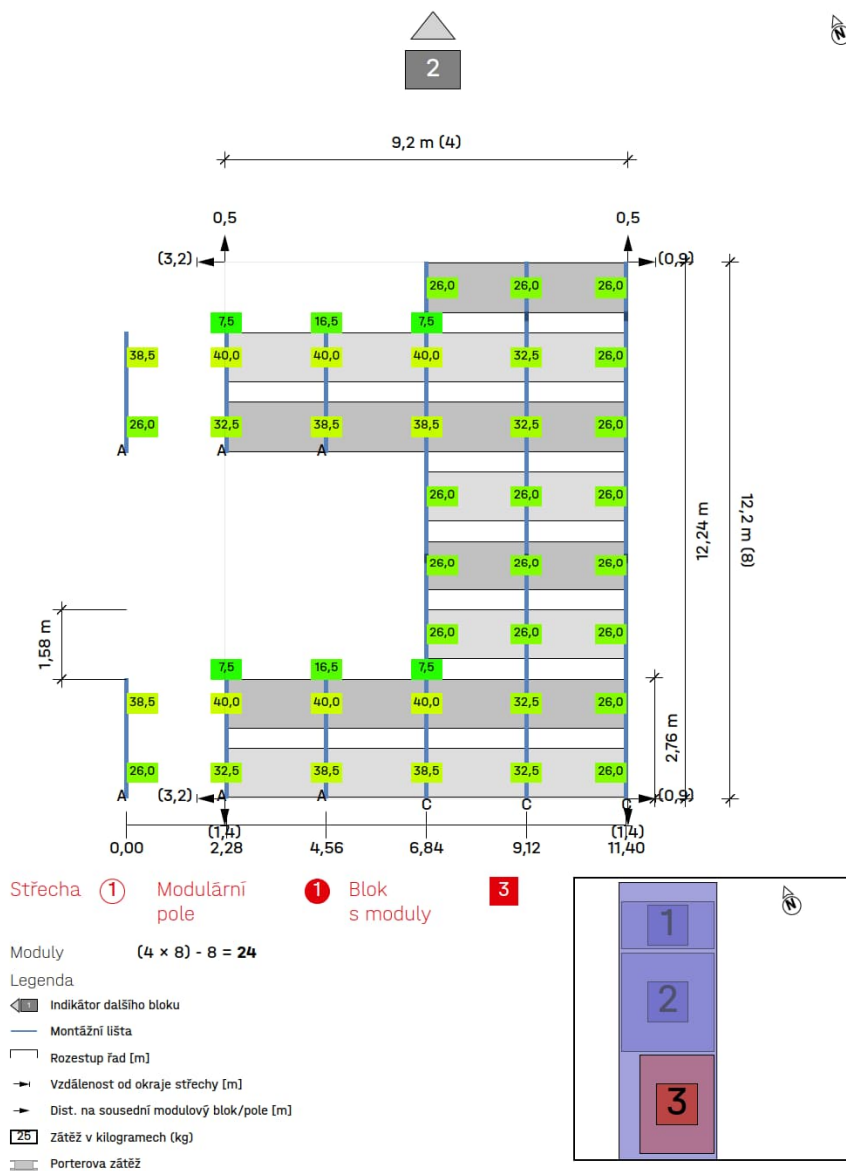 N
2
9,2 m (4)
0,5 0,5
(3,2) (0,9)
26,0 26,0 26,0
7,5 16,5 7,5
38,5 40,0 40,0 40,0 32,5 26,0
26,0 32,5 38,5 38,5 32,5 26,0
A A A
26,0 26,0 26,0
12,24 m
12,2 m (8)
26,0 26,0 26,0
1,58 m
26,0 26,0 26,0
7,5 16,5 7,5
38,5 40,0 40,0 40,0 32,5 26,0
2,76 m
26,0 32,5 38,5 38,5 32,5 26,0
A (3,2) A A C C C (0,9)
(1,4) (1,4)
0,00 2,28 4,56 6,84 9,12 11,40
Střecha 1 Modulární pole 1 Blok s moduly 3
Moduly (4 × 8) - 8 = 24
Legenda
1 Indikátor dalšího bloku
Montážní lišta
Rozestup řad [m]
Vzdálenost od okraje střechy [m]
Dist. na sousední modulový blok/pole [m]
25 Zátěž v kilogramech (kg)
Porterova zátěž
N
1
2
3